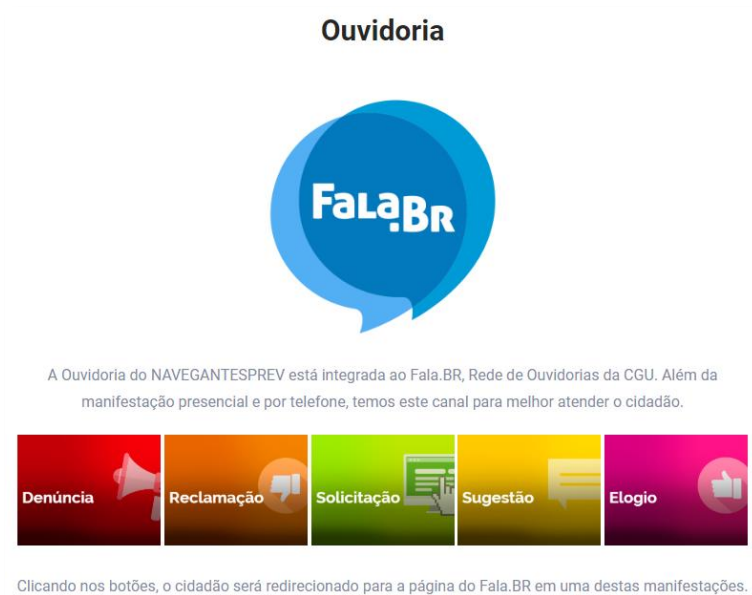 Ouvidoria
FaLa.BR
A Ouvidoria do NAVEGANTESPREV está integrada ao Fala.BR, Rede de Ouvidorias da CGU. Além da
manifestação presencial e por telefone, temos este canal para melhor atender o cidadão.
Denúncia Reclamação Solicitação Sugestão Elogio
Clicando nos botões, o cidadão será redirecionado para a página do Fala.BR em uma destas manifestações.